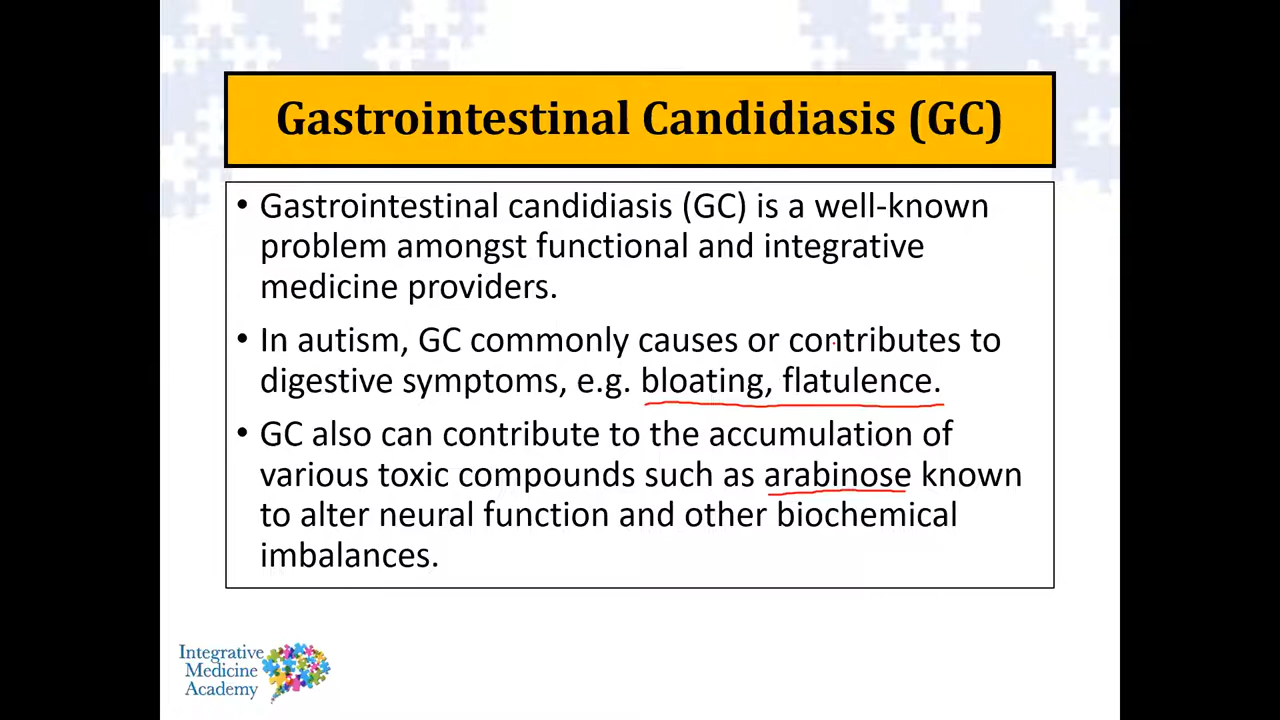 Gastrointestinal Candidiasis (GC)
• Gastrointestinal candidiasis (GC) is a well-known
problem amongst functional and integrative
medicine providers.
• In autism, GC commonly causes or contributes to
digestive symptoms, e.g. bloating, flatulence.
• GC also can contribute to the accumulation of
various toxic compounds such as arabinose known
to alter neural function and other biochemical
imbalances.
Integrative
Medicine
Academy